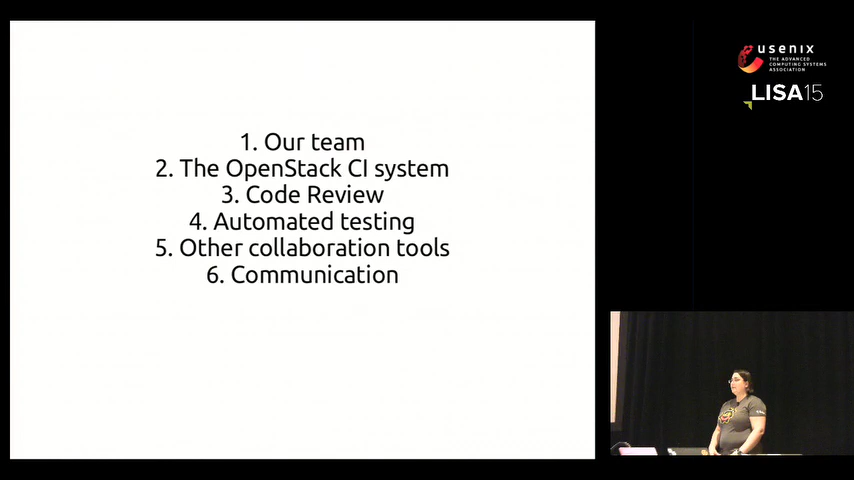 1. Our team
2. The OpenStack CI system
3. Code Review
4. Automated testing
5. Other collaboration tools
6. Communication
usenix
THE ADVANCED
COMPUTING SYSTEMS
ASSOCIATION
LISA15